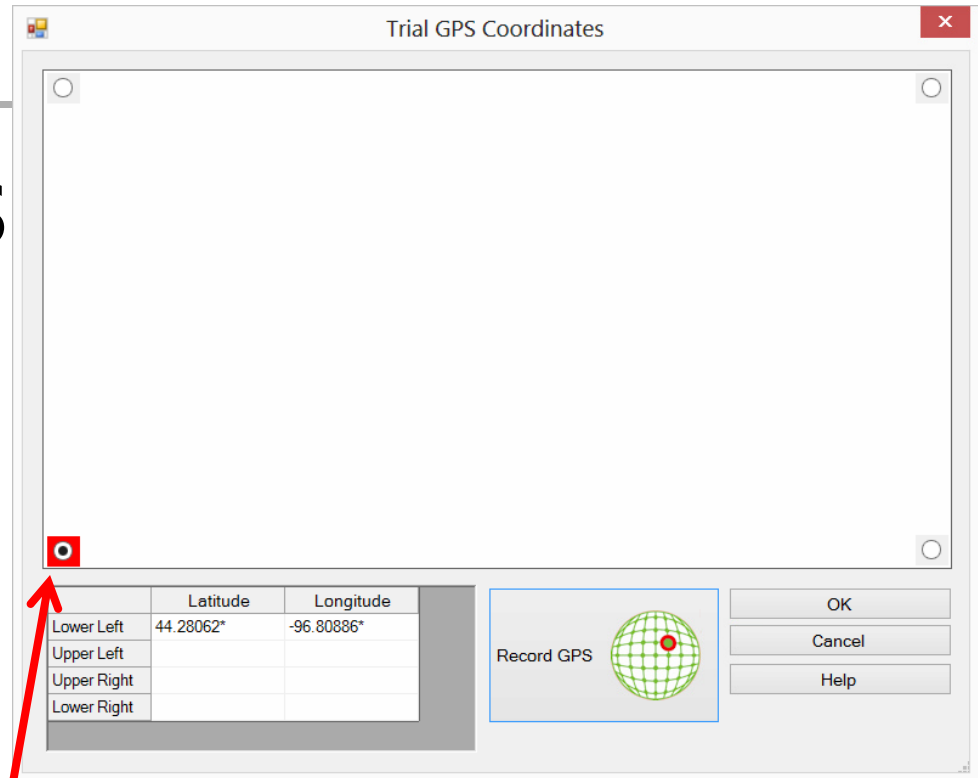 Trial GPS Coordinates
S
Latitude Longitude
Lower Left 44.28062* -96.80886*
Upper Left
Upper Right
Lower Right
Record GPS
OK
Cancel
Help